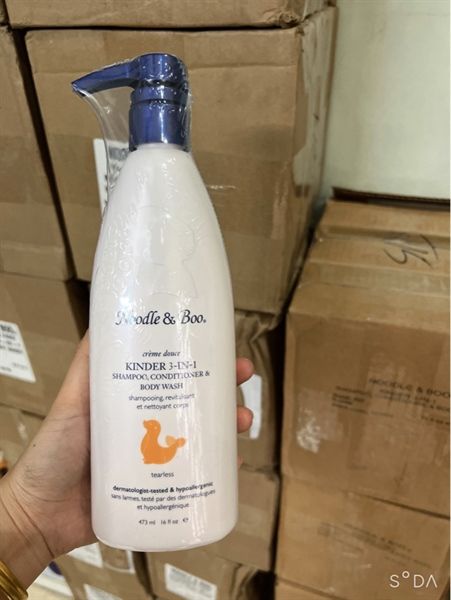 Noodle & Boo.
crème douce
KINDER 3-IN-1
SHAMPOO, CONDITIONER &
BODY WASH
shampooing, revitalisant
et nettoyant corps
tearless
dermatologist-tested & hypoallergenic
sans larmes, testé par des dermatologues
et hypoallergénique
473 ml 16 fl oz e
NOODLE & BOO
SODA